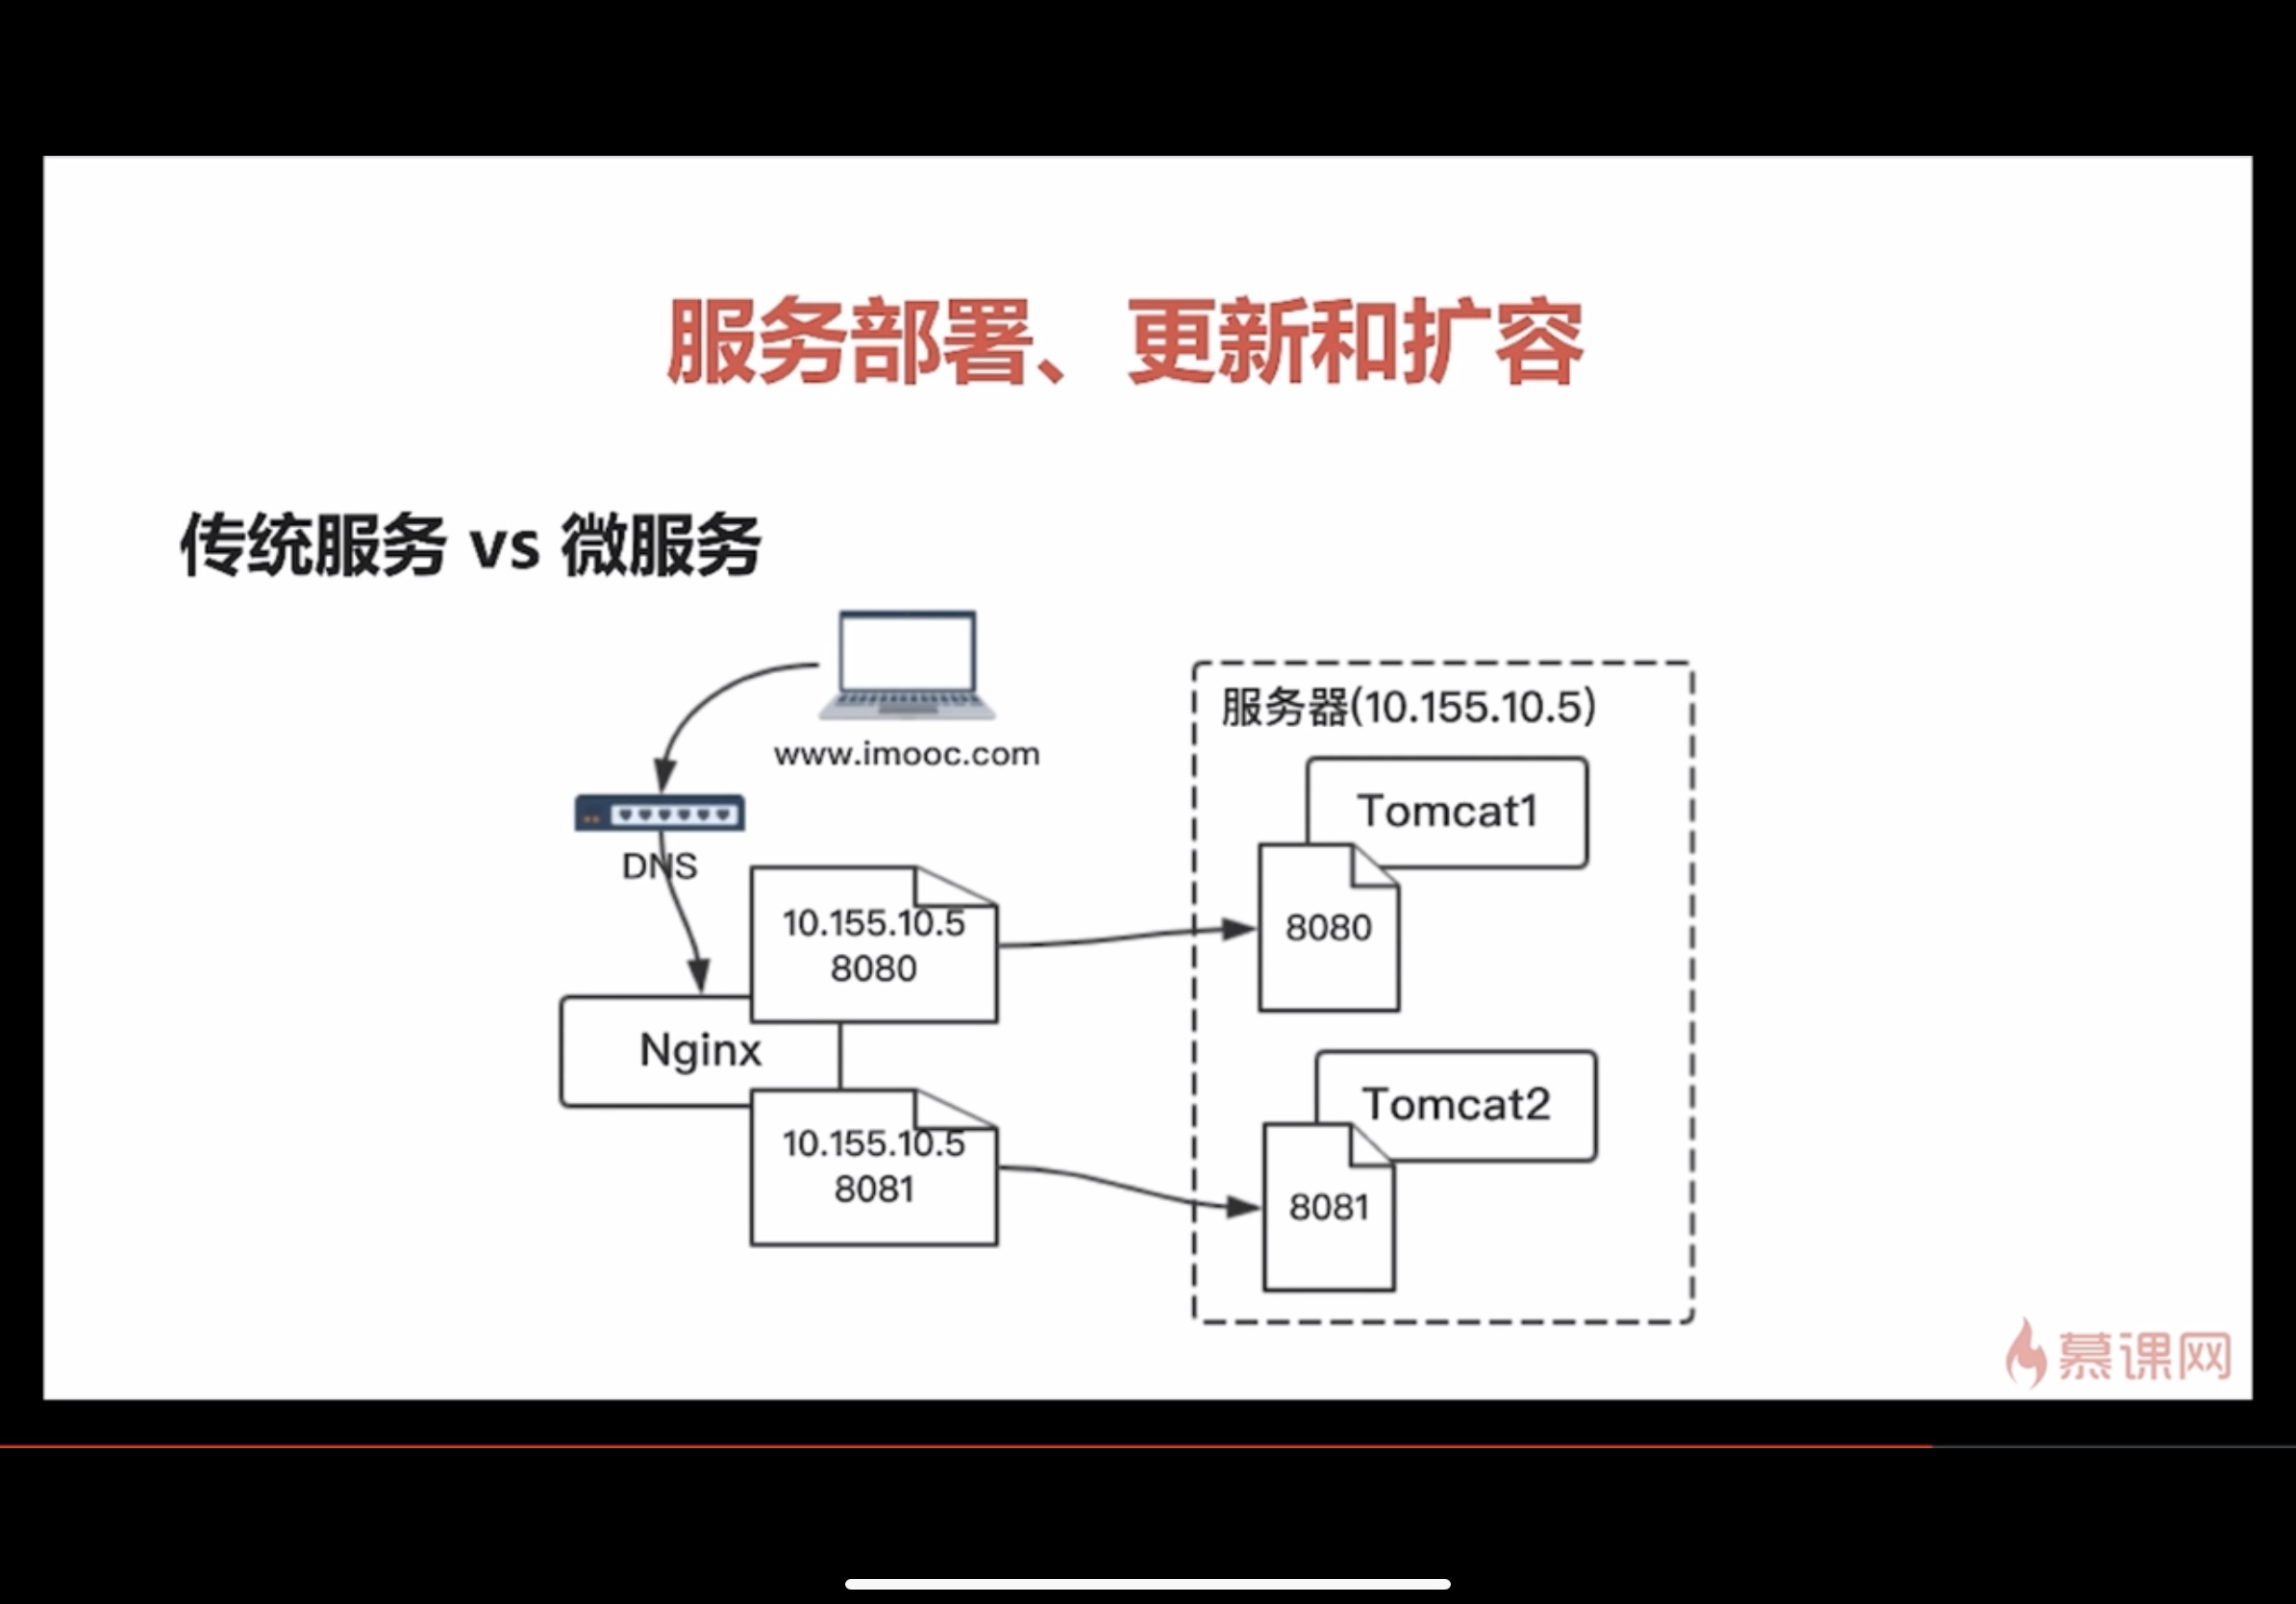 服务部署、更新和扩容
传统服务 vs 微服务
www.imooc.com
DNS
Nginx
10.155.10.5
8080
10.155.10.5
8081
服务器(10.155.10.5)
Tomcat1
8080
Tomcat2
8081
慕课网